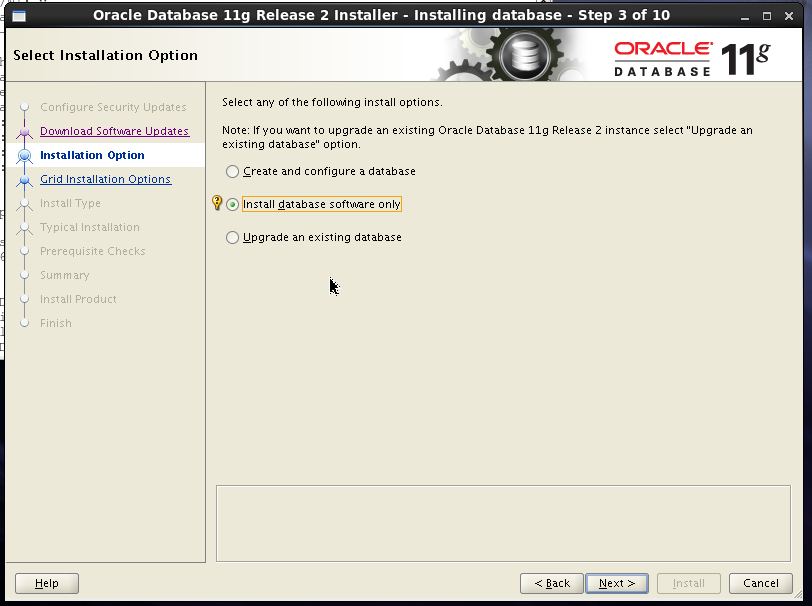 Oracle Database 11g Release 2 Installer - Installing database - Step 3 of 10
Select Installation Option
ORACLE
DATABASE 11g
Configure Security Updates
Download Software Updates
Installation Option
Grid Installation Options
Install Type
Typical Installation
Prerequisite Checks
Summary
Install Product
Finish
Select any of the following install options.
Note: If you want to upgrade an existing Oracle Database 11g Release 2 instance select "Upgrade an
existing database" option.
Create and configure a database
Install database software only
Upgrade an existing database
Help
< Back
Next >
Install
Cancel